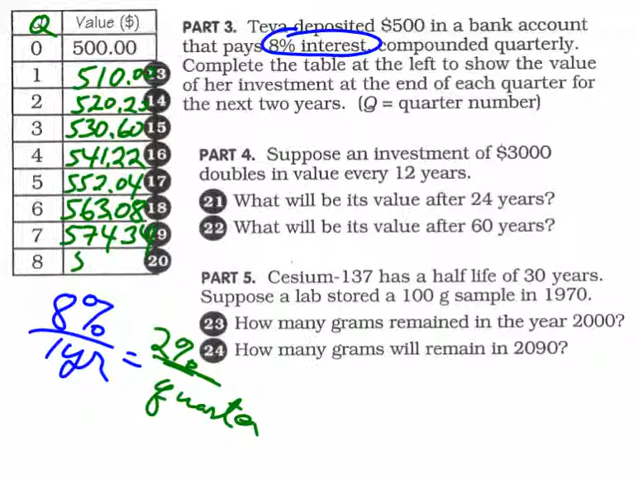 Q Value ($)
0 500.00
1 510.00
2 520.2 14
3 530.60 15
4 541.22 16
5 552.04 17
6 563.08 18
7 57434
8 5 20
PART 3. Teva deposited $500 in a bank account
that pays 8% interest, compounded quarterly.
Complete the table at the left to show the value
of her investment at the end of each quarter for
the next two years. (Q = quarter number)
PART 4. Suppose an investment of $3000
doubles in value every 12 years.
21 What will be its value after 24 years?
22 What will be its value after 60 years?
PART 5. Cesium-137 has a half life of 30 years.
Suppose a lab stored a 100 g sample in 1970.
23 How many grams remained in the year 2000?
24 How many grams will remain in 2090?
8%
1yr
=
2%
quarter